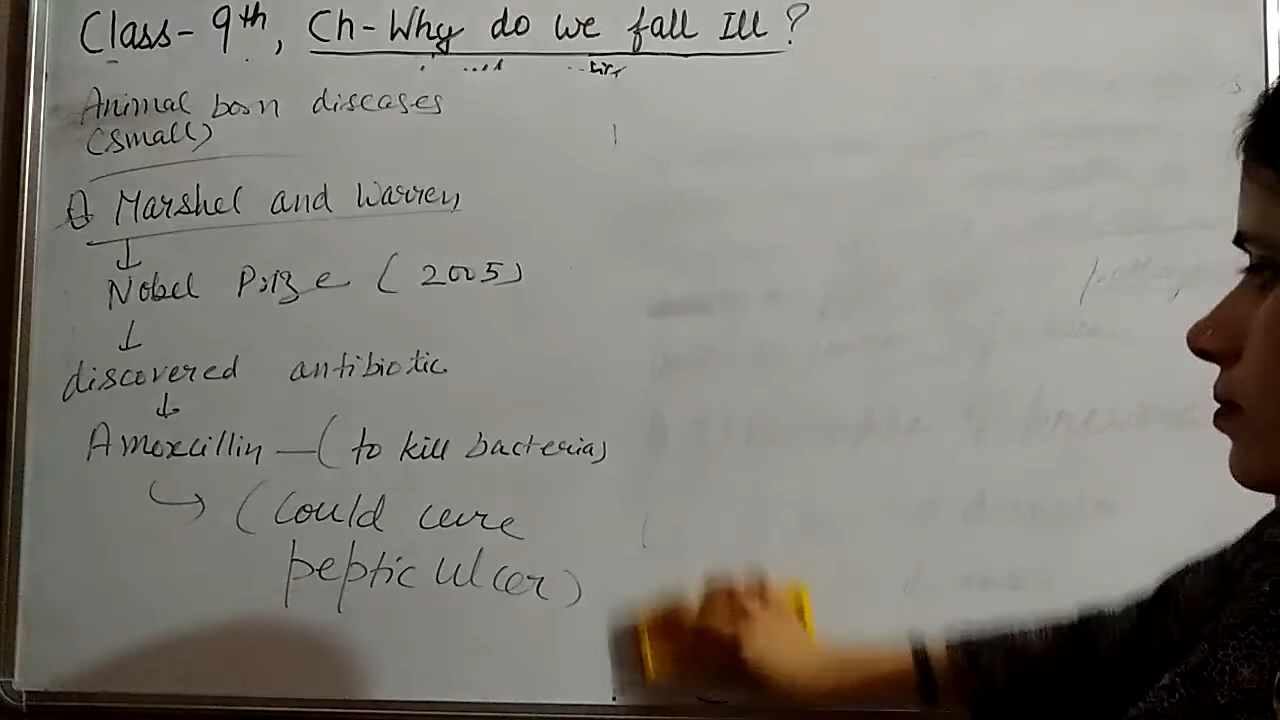 Class- 9th, Ch- Why do we fall Ill ?
Animal born diseases
(small)
Marshel and Warren
Nobel Prize (2005)
discovered antibiotic
Amoxcillin — (to kill bacteria)
(Could cure
peptic ulcer)